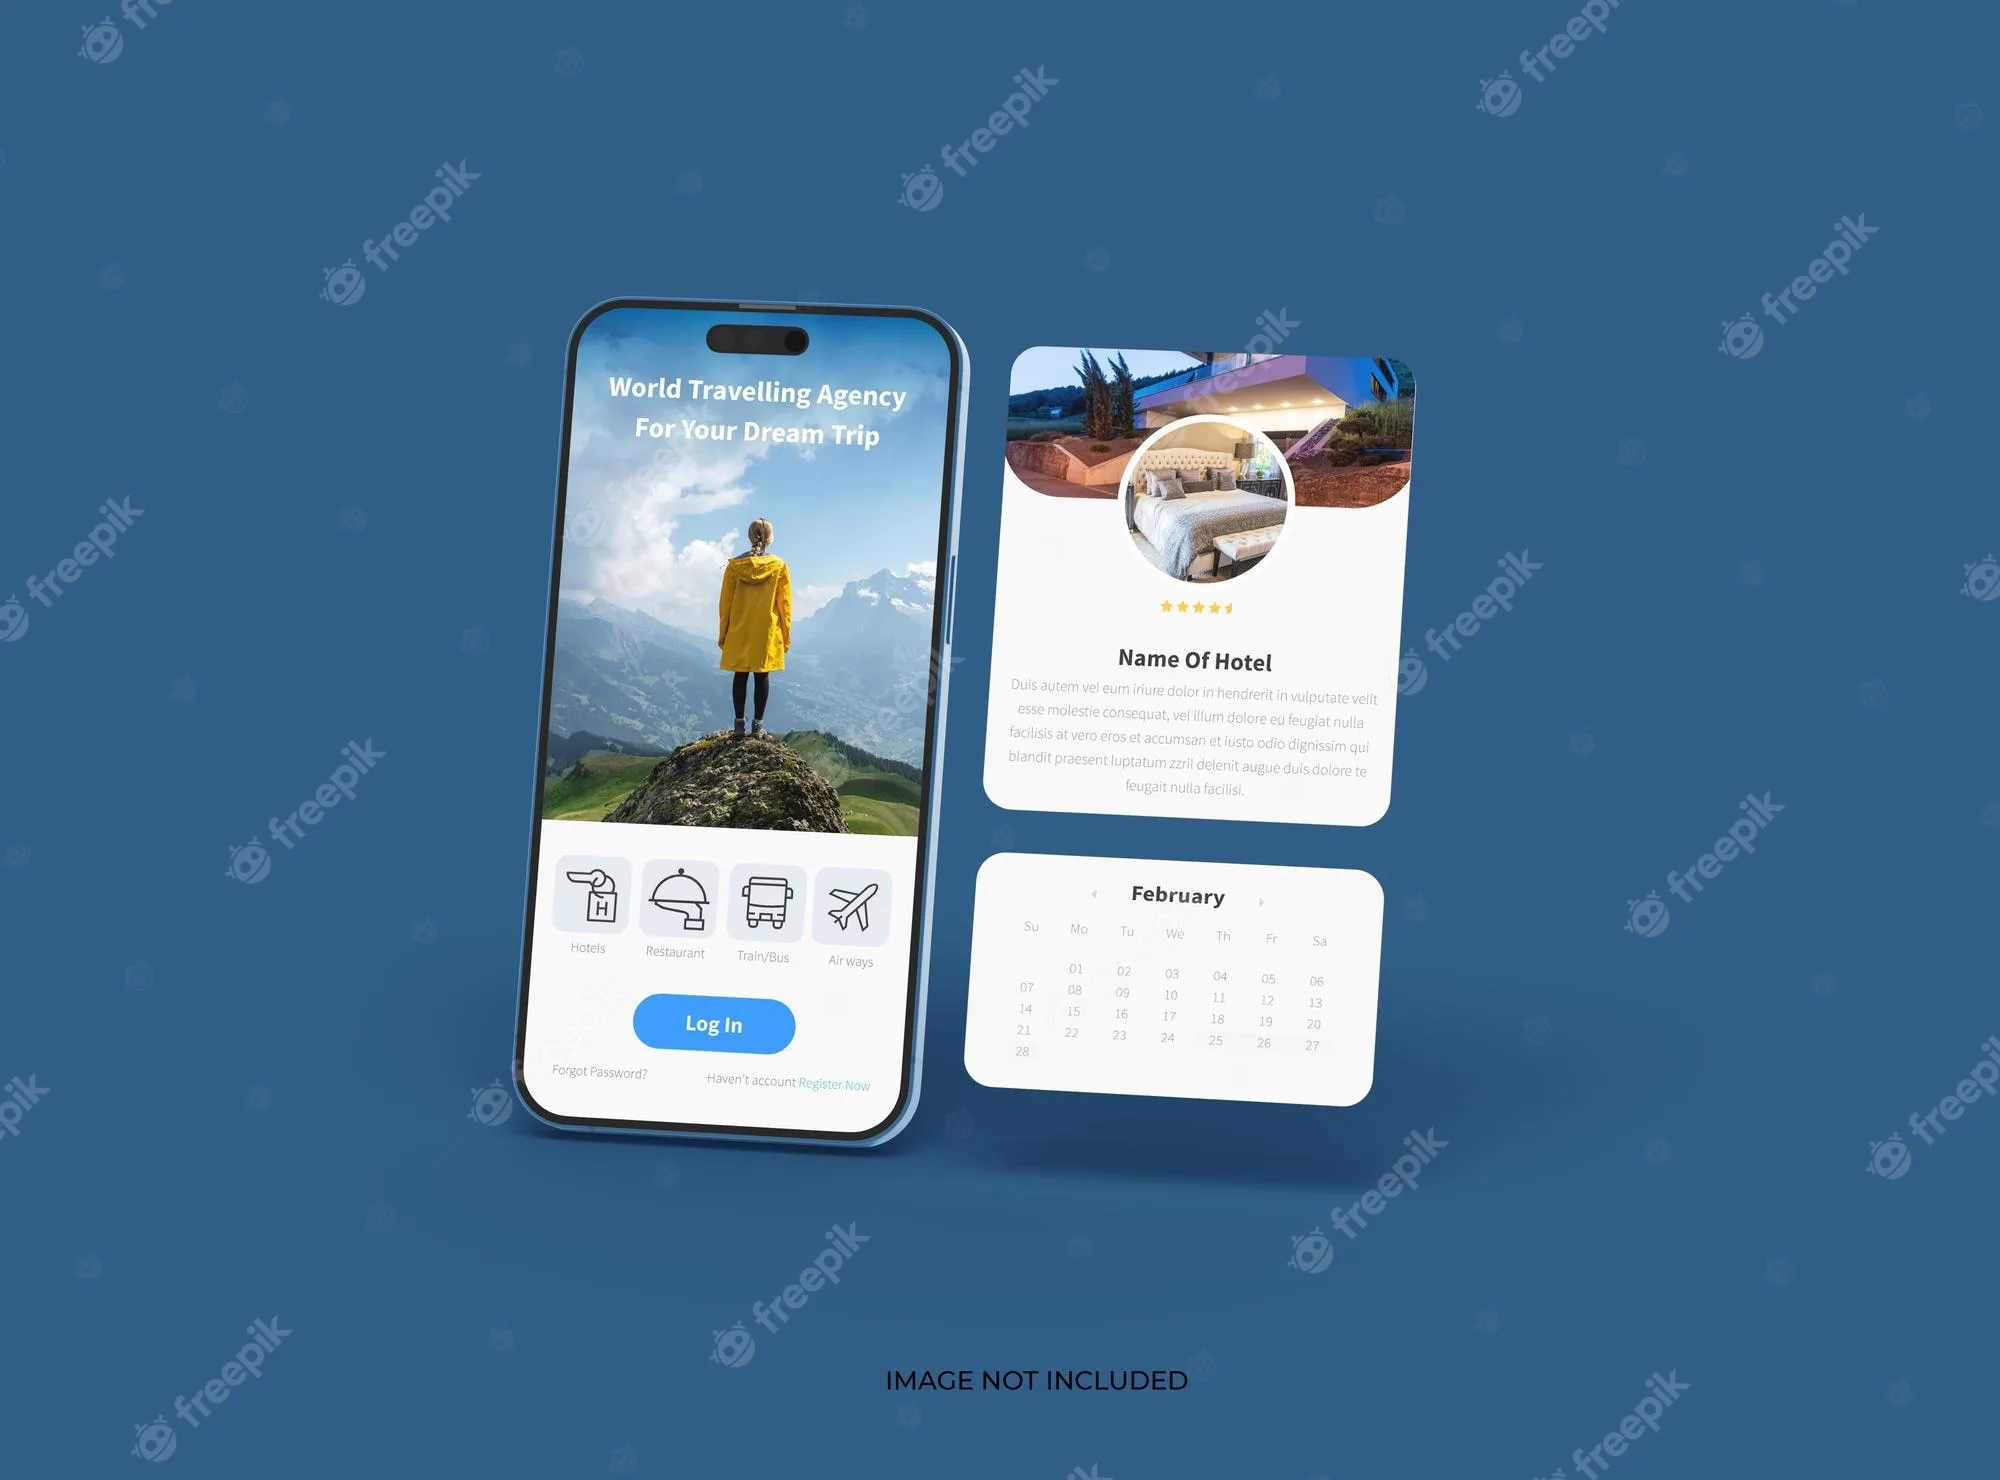 World Travelling Agency
For Your Dream Trip
H
Hotels
Restaurant
Train/Bus
Air ways
Log In
Forgot Password?
Haven't account Register Now
Name Of Hotel
Duis autem vel eum iriure dolor in hendrerit in vulputate velit
esse molestie consequat, vel illum dolore eu feugiat nulla
facilisis at vero eros et accumsan et iusto odio dignissim qui
blandit praesent luptatum zzril delenit augue duis dolore te
feugait nulla facilisi.
February
Su Mo Tu We Th Fr Sa
01 02 03 04 05 06
07 08 09 10 11 12 13
14 15 16 17 18 19 20
21 22 23 24 25 26 27
28
IMAGE NOT INCLUDED
freepik